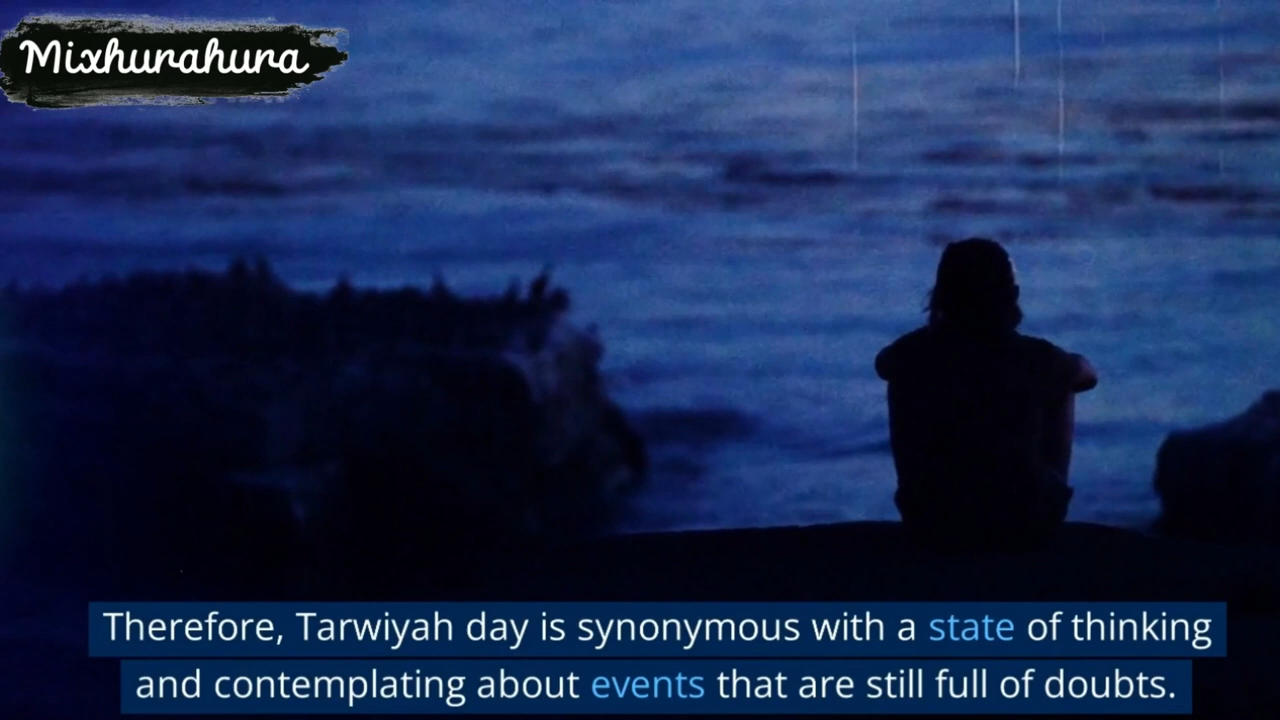 Mixhurahura
Therefore, Tarwiyah day is synonymous with a state of thinking
and contemplating about events that are still full of doubts.